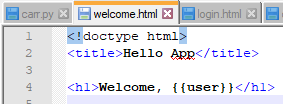 carr.py welcome.html login.html
1 <!doctype html>
2 <title>Hello App</title>
3
4 <h1>Welcome, {{user}}</h1>